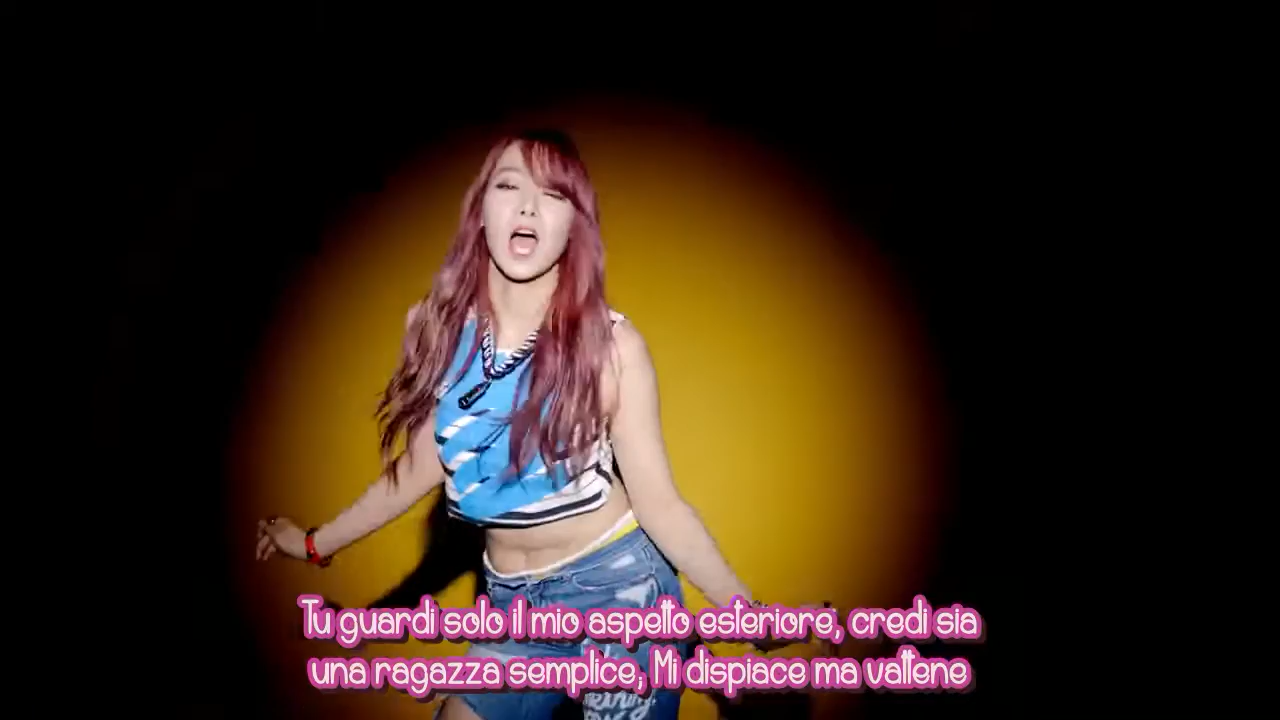 Tu guardi solo il mio aspetto esteriore, credi sia
una ragazza semplice, Mi dispiace ma vattene